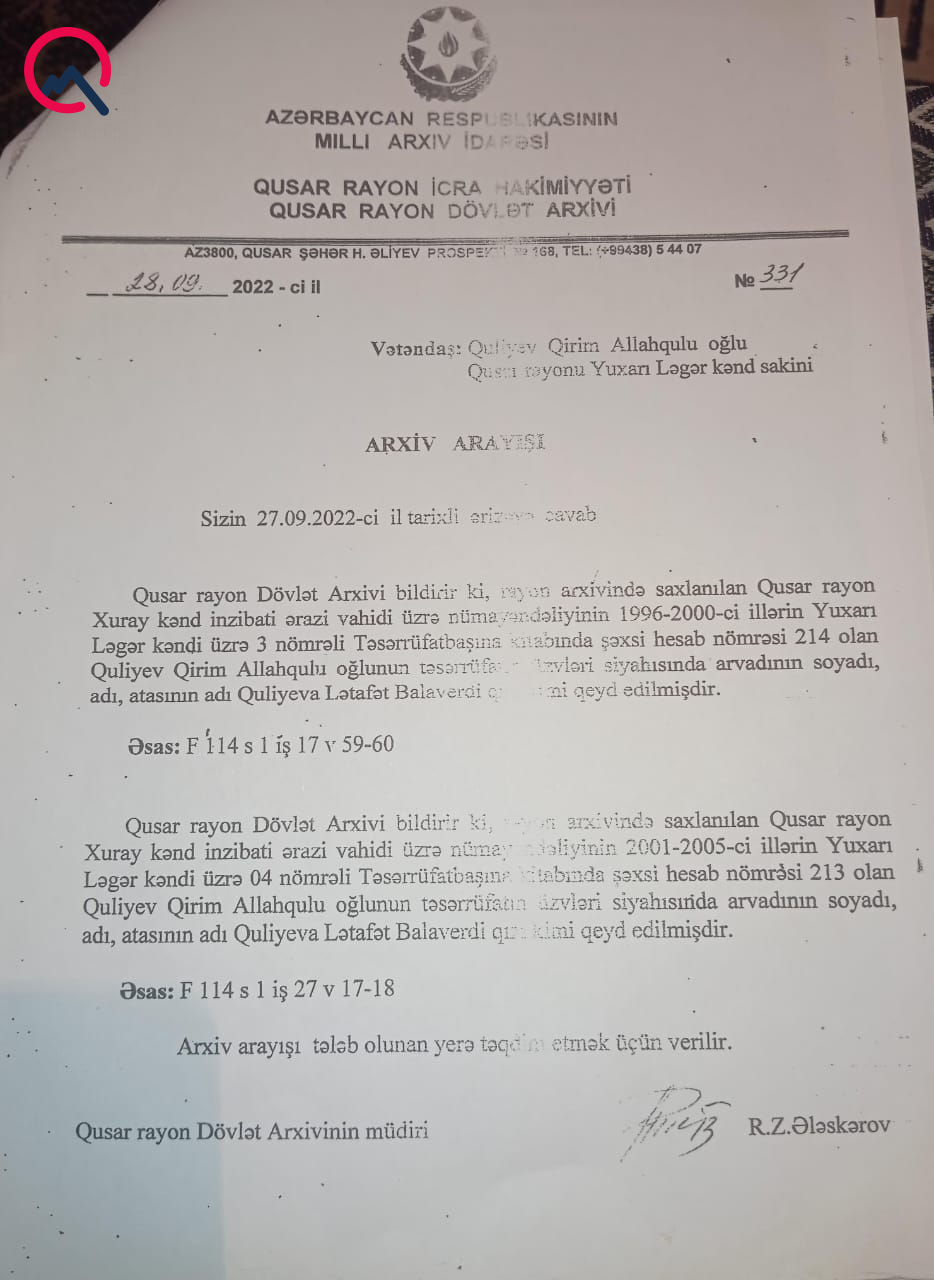 AZƏRBAYCAN RESPUBLİKASININ
MILLI ARXIV İDARƏSİ
QUSAR RAYON İCRA HAKİMİYYƏTİ
QUSAR RAYON DÖVLƏT ARXİVİ
AZ3800, QUSAR ŞƏHƏR H. ƏLİYEV PROSPEKTİ № 168, TEL: (+99438) 5 44 07
28,09. 2022 - ci il
№ 331
Vətəndaş: Quliyev Qirim Allahqulu oğlu
Qusar rayonu Yuxarı Ləgər kənd sakini
ARXİV ARAYIŞI
Sizin 27.09.2022-ci il tarixli ərizəyə cavab
Qusar rayon Dövlət Arxivi bildirir ki, rayon arxivində saxlanılan Qusar rayon
Xuray kənd inzibati ərazi vahidi üzrə nümayəndəliyinin 1996-2000-ci illərin Yuxarı
Ləgər kəndi üzrə 3 nömrəli Təsərrüfatbaşına kitabında şəxsi hesab nömrəsi 214 olan
Quliyev Qirim Allahqulu oğlunun təsərrüfatın üzvləri siyahısında arvadının soyadı,
adı, atasının adı Quliyeva Lətafət Balaverdi qızı kimi qeyd edilmişdir.
Əsas: F 114 s 1 iş 17 v 59-60
Qusar rayon Dövlət Arxivi bildirir ki, rayon arxivində saxlanılan Qusar rayon
Xuray kənd inzibati ərazi vahidi üzrə nümayəndəliyinin 2001-2005-ci illərin Yuxarı
Ləgər kəndi üzrə 04 nömrəli Təsərrüfatbaşına kitabında şəxsi hesab nömrəsi 213 olan
Quliyev Qirim Allahqulu oğlunun təsərrüfatın üzvləri siyahısında arvadının soyadı,
adı, atasının adı Quliyeva Lətafət Balaverdi qızı kimi qeyd edilmişdir.
Əsas: F 114 s 1 iş 27 v 17-18
Arxiv arayışı tələb olunan yerə təqdim etmək üçün verilir.
Qusar rayon Dövlət Arxivinin müdiri
R.Z.Ələskərov